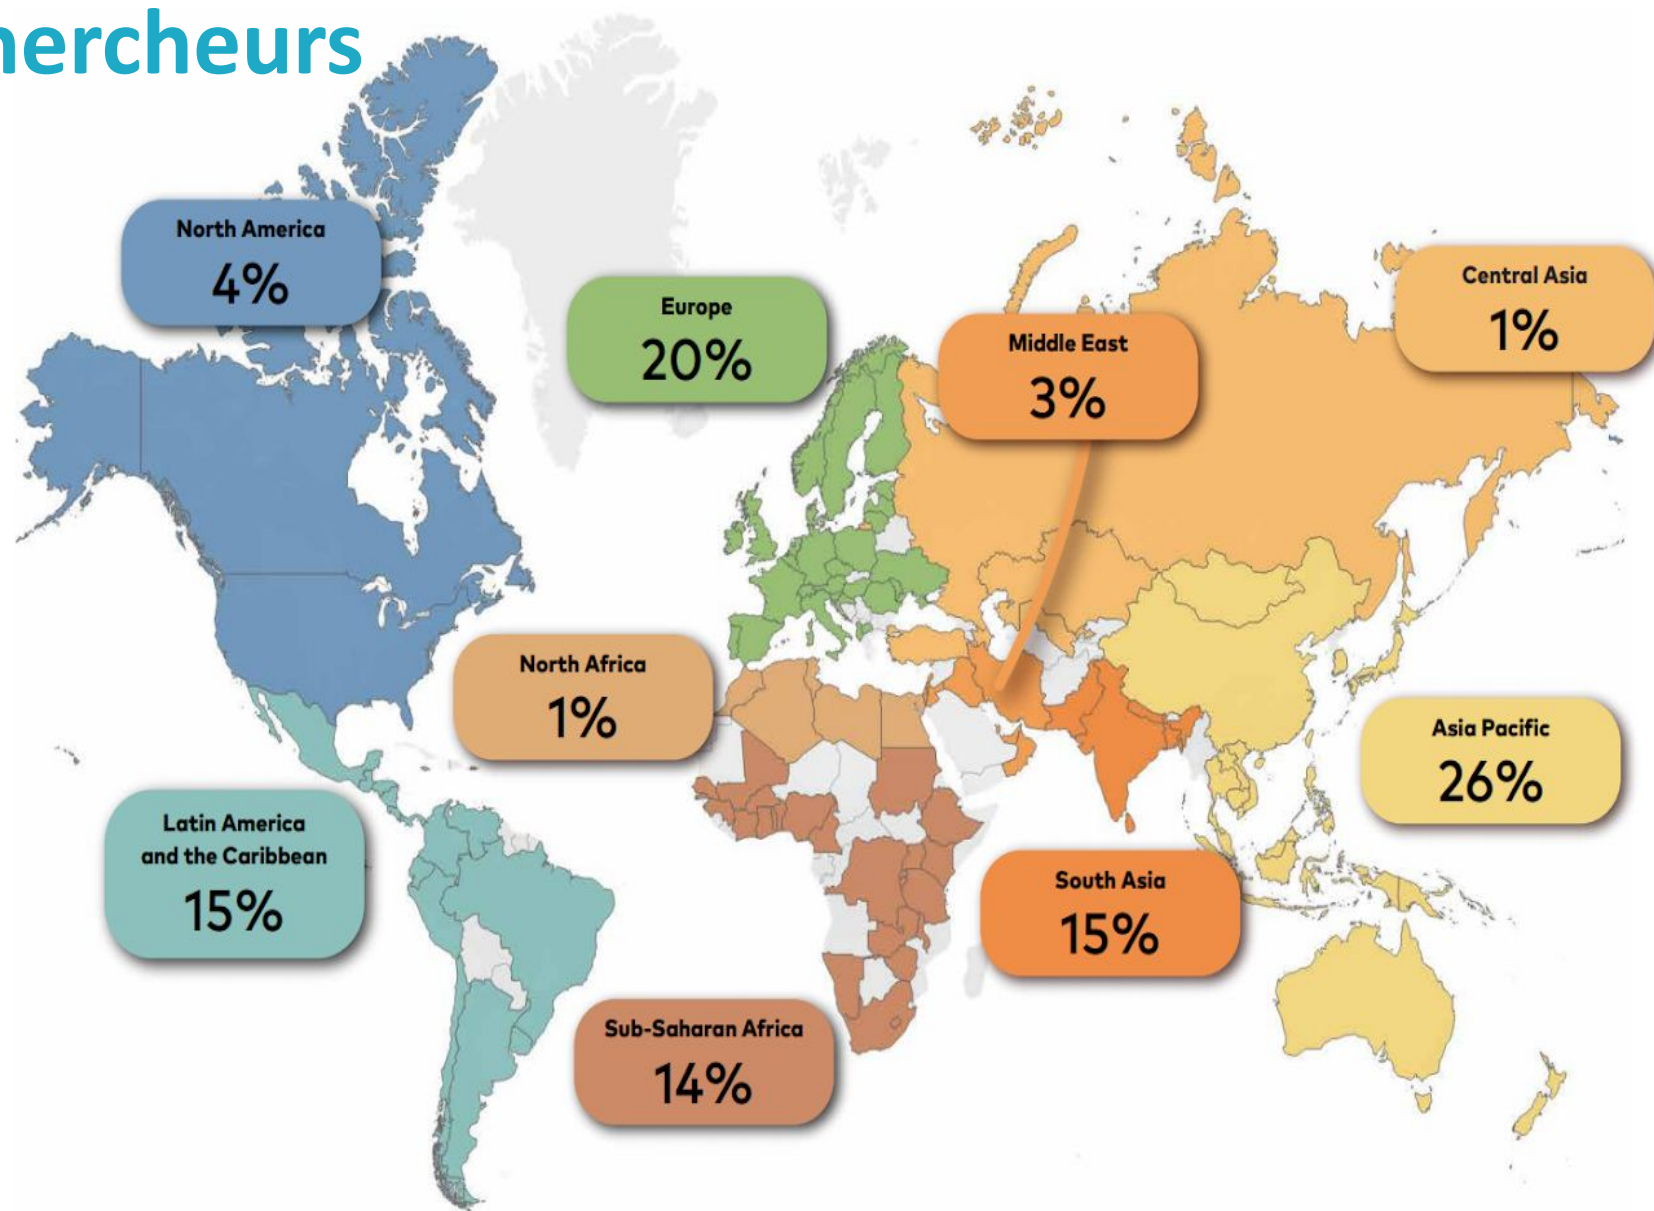 hercheurs
North America
4%
Europe
20%
Middle East
3%
Central Asia
1%
North Africa
1%
Asia Pacific
26%
Latin America
and the Caribbean
15%
South Asia
15%
Sub-Saharan Africa
14%